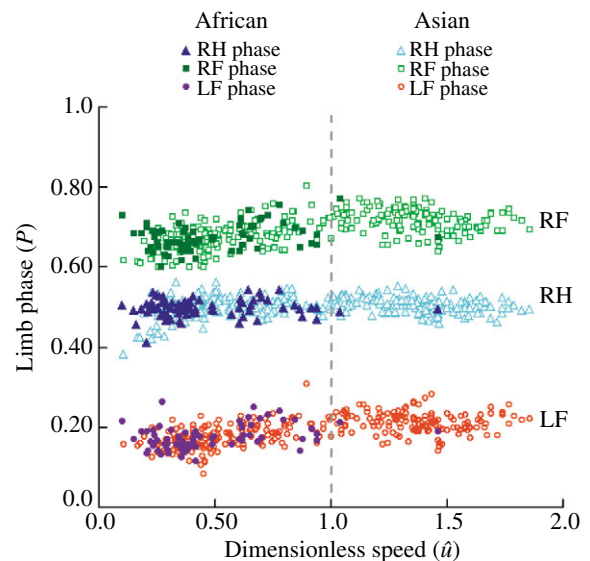 African Asian
RH phase RH phase
RF phase RF phase
LF phase LF phase
1.0
0.80
0.60
0.40
0.20
0.0
Limb phase (P)
RF
RH
LF
0.0 0.50 1.0 1.5 2.0
Dimensionless speed (û)